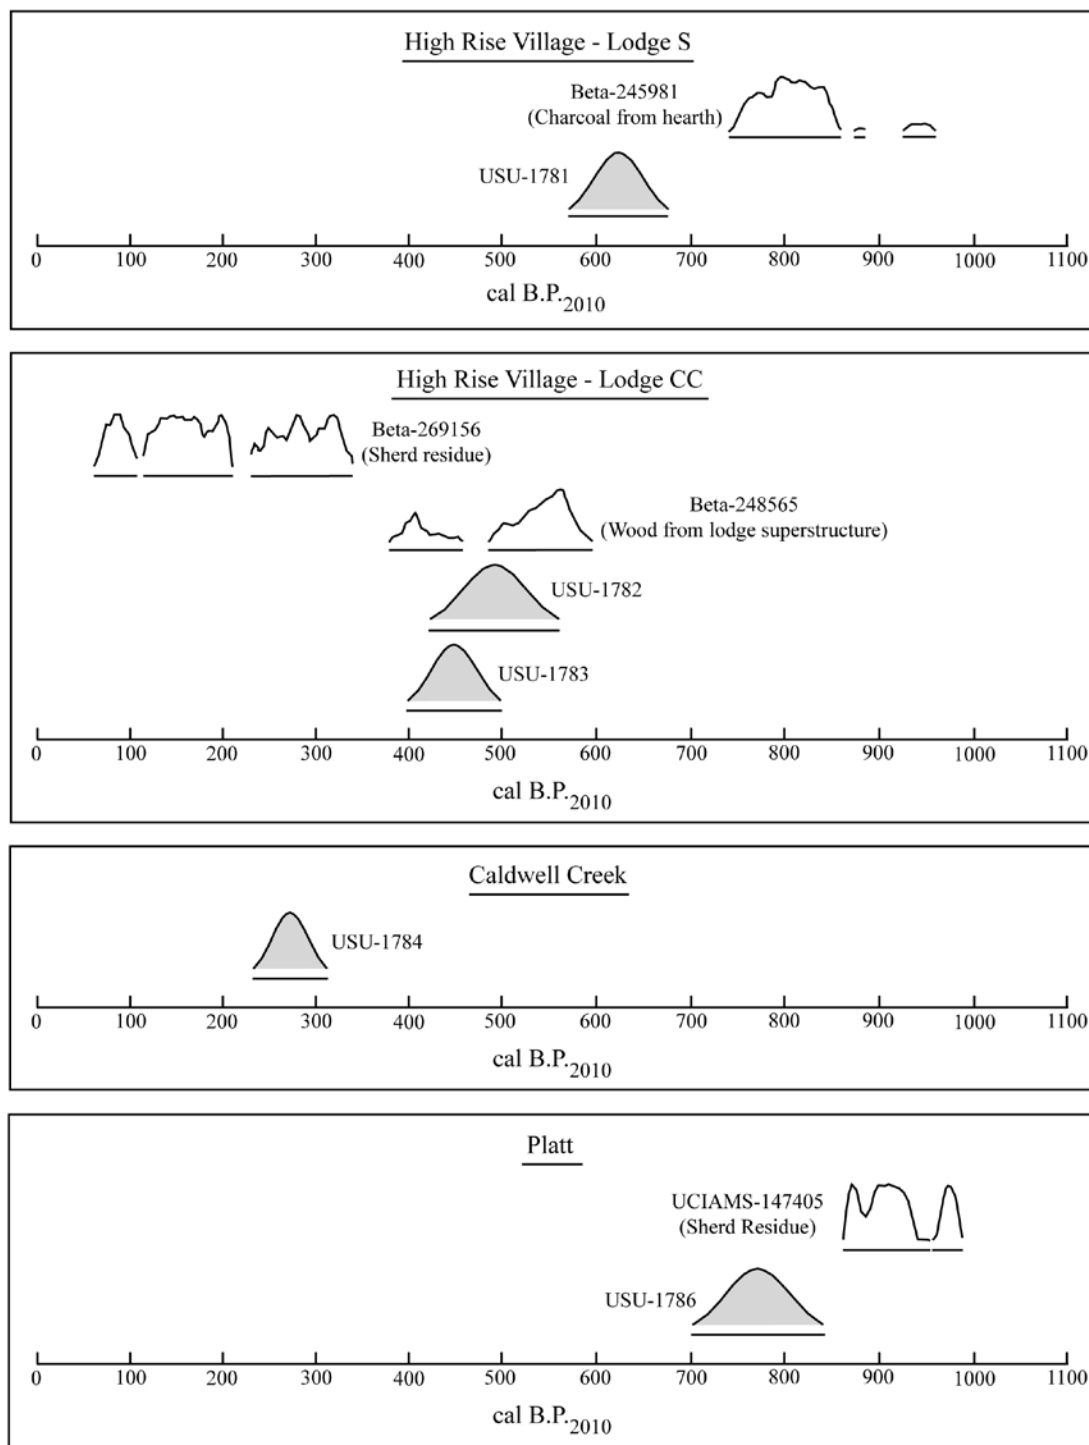 High Rise Village - Lodge S
Beta-245981
(Charcoal from hearth)
USU-1781
0 100 200 300 400 500 600 700 800 900 1000 1100
cal B.P.2010
High Rise Village - Lodge CC
Beta-269156
(Sherd residue)
Beta-248565
(Wood from lodge superstructure)
USU-1782
USU-1783
0 100 200 300 400 500 600 700 800 900 1000 1100
cal B.P.2010
Caldwell Creek
USU-1784
0 100 200 300 400 500 600 700 800 900 1000 1100
cal B.P.2010
Platt
UCIAMS-147405
(Sherd Residue)
USU-1786
0 100 200 300 400 500 600 700 800 900 1000 1100
cal B.P.2010